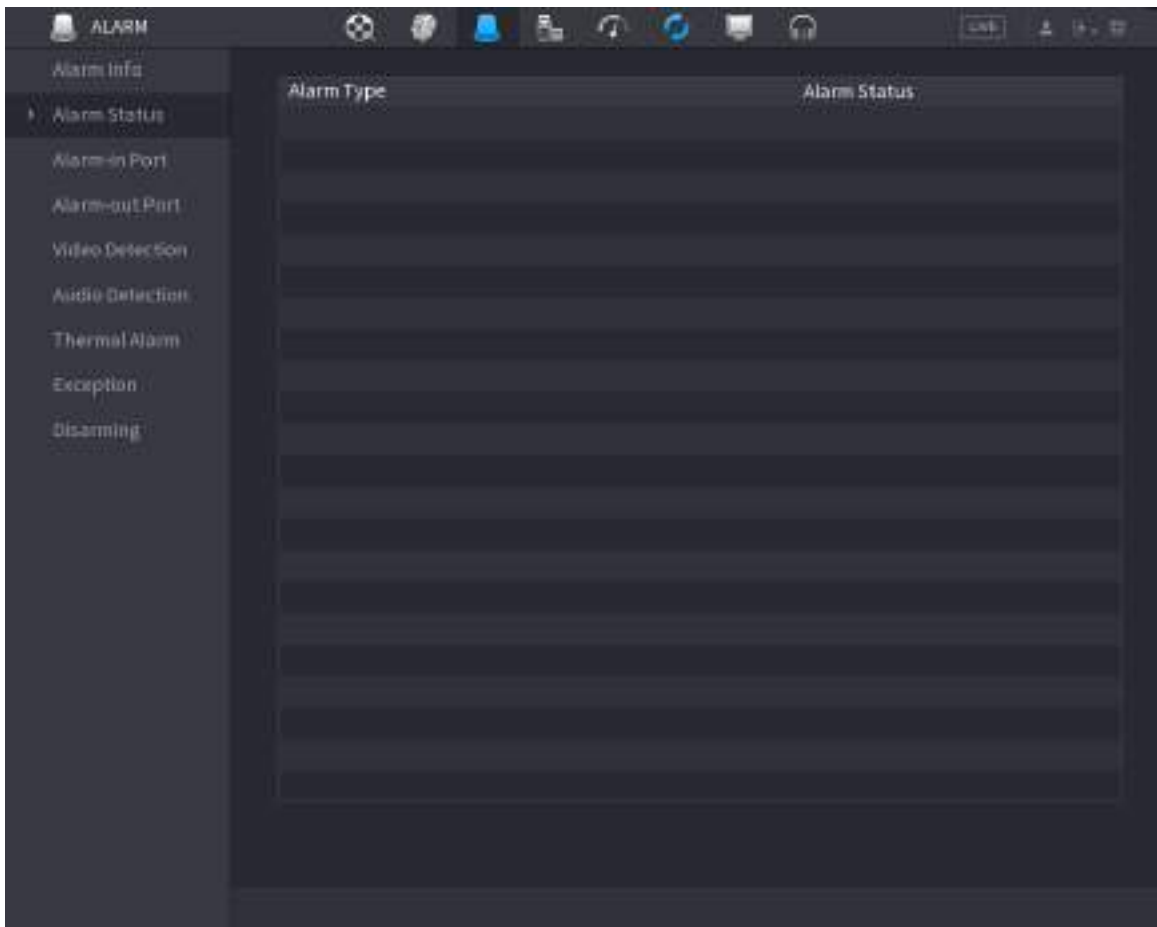 ALARM
LIVE
Alarm Info
Alarm Type
Alarm Status
Alarm Status
Alarm-in Port
Alarm-out Port
Video Detection
Audio Detection
Thermal Alarm
Exception
Disarming